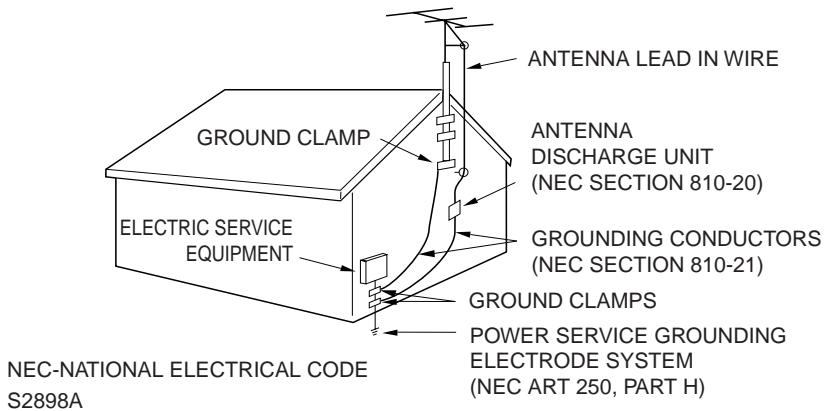 ANTENNA LEAD IN WIRE
GROUND CLAMP
ANTENNA
DISCHARGE UNIT
(NEC SECTION 810-20)
ELECTRIC SERVICE
EQUIPMENT
GROUNDING CONDUCTORS
(NEC SECTION 810-21)
GROUND CLAMPS
POWER SERVICE GROUNDING
ELECTRODE SYSTEM
(NEC ART 250, PART H)
NEC-NATIONAL ELECTRICAL CODE
S2898A